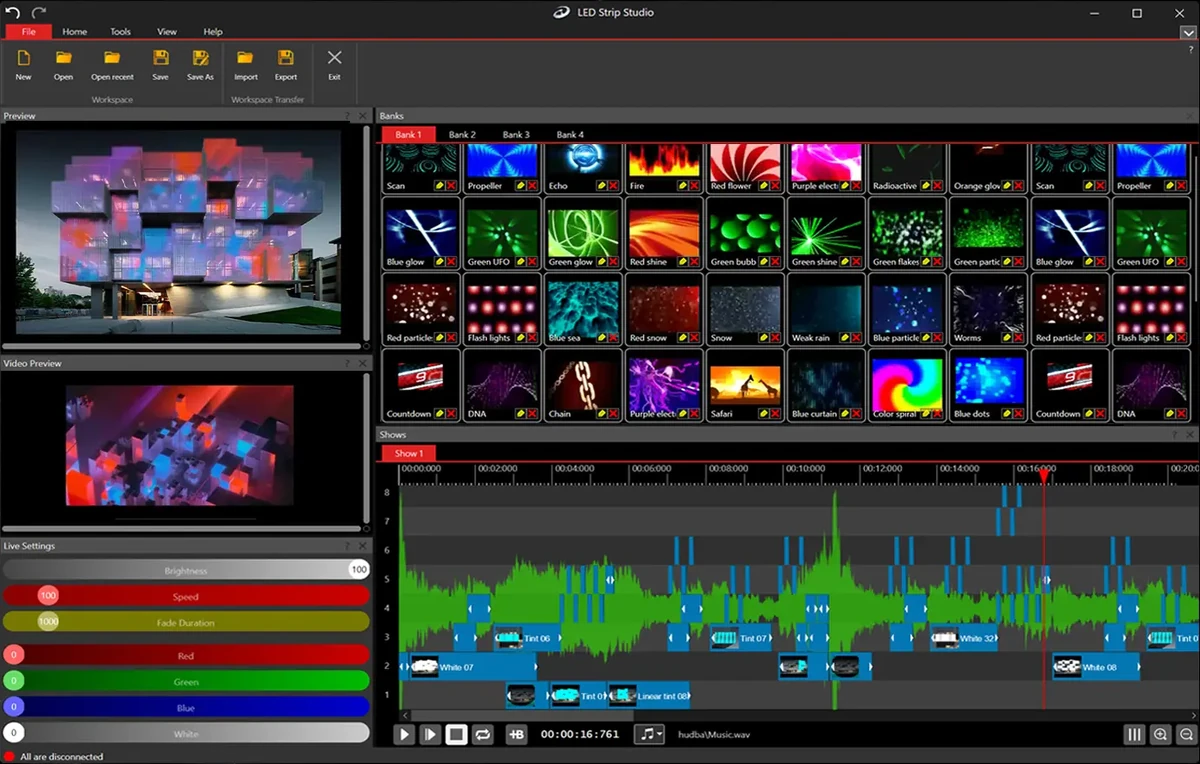 LED Strip Studio
File Home Tools View Help
New Open Open recent Save Save As Import Export Exit
Workspace Workspace Transfer
?
Preview ?
Banks
Bank 1 Bank 2 Bank 3 Bank 4
Scan Propeller Echo Fire Red flower Purple elect Radioactive Orange glov Scan Propeller
Blue glow Green UFO Green glow Red shine Green bubb Green shine Green flakes Green partic Blue glow Green UFO
Red particle Flash lights Blue sea Red snow Snow Weak rain Blue particle Worms Red particle Flash lights
Countdown DNA Chain Purple elect Safari Blue curtain Color spiral Blue dots Countdown DNA
Video Preview ?
Shows ?
Show 1
00:00:000 00:02:000 00:04:000 00:06:000 00:08:000 00:10:000 00:12:000 00:14:000 00:16:000 00:18:000 00:20:0
8
7
6
5
4
3 Tint 06 Tint 07 White 32 Tint 0
2 White 07 White 08
1 Tint 01 Linear tint 08
Live Settings ?
Brightness 100
100 Speed
1000 Fade Duration
0 Red
0 Green
0 Blue
0 White
+B 00:00:16:761 hudba\Music.wav
All are disconnected